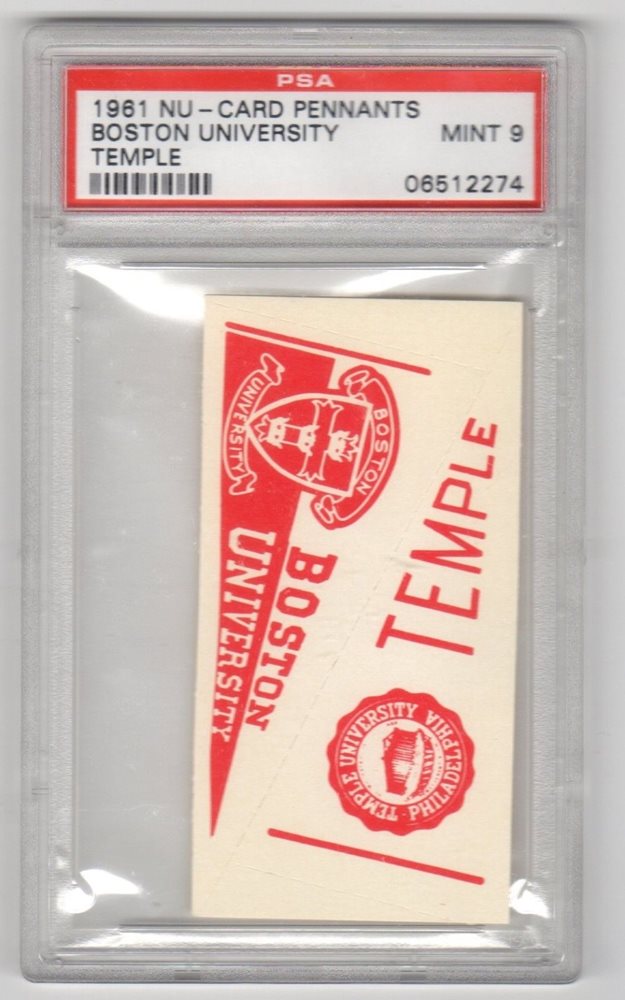 PSA
1961 NU-CARD PENNANTS
BOSTON UNIVERSITY MINT 9
TEMPLE
06512274
UNIVERSITY
BOSTON
BOSTON
UNIVERSITY
TEMPLE
TEMPLE UNIVERSITY PHILADELPHIA